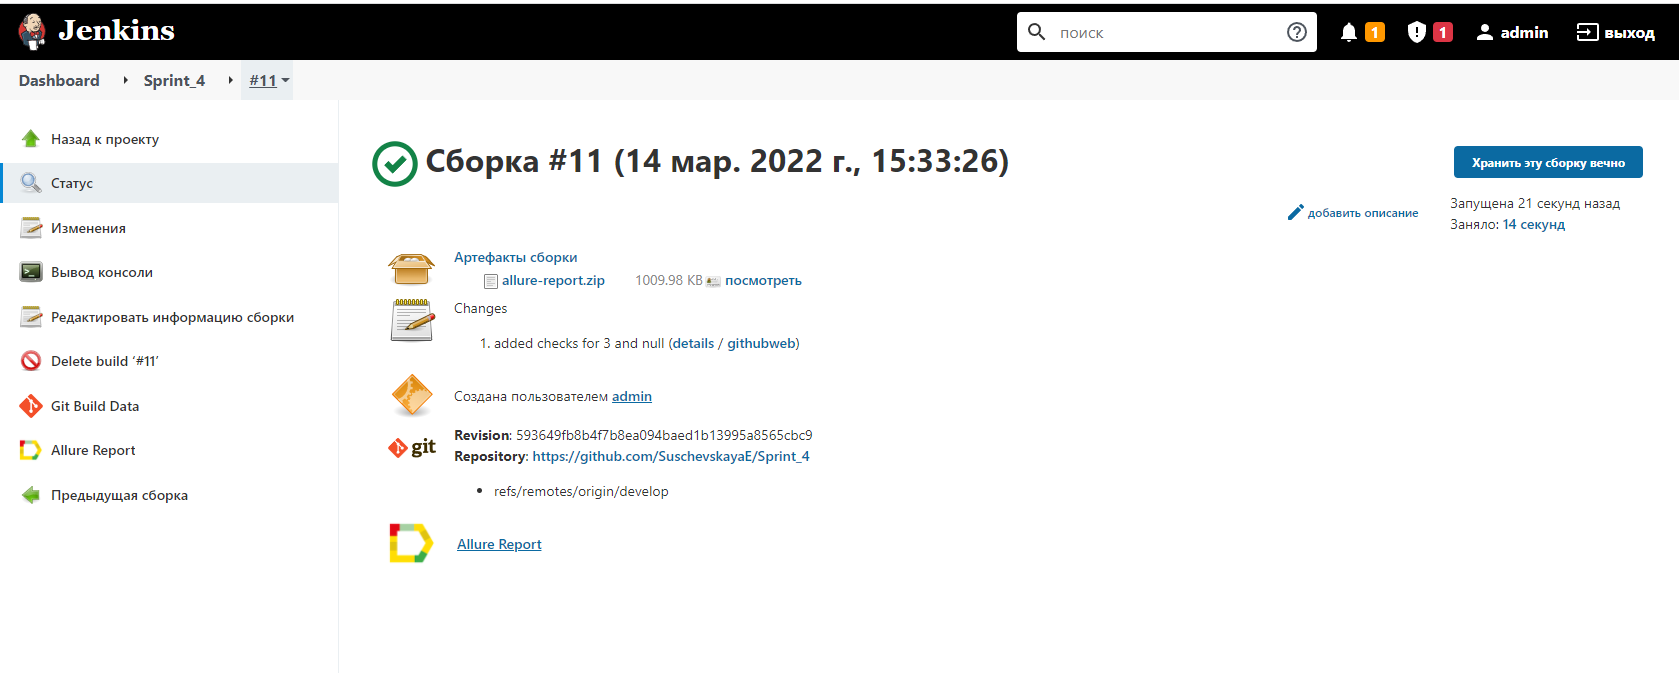 Jenkins
поиск
1
1
admin
выход
Dashboard
Sprint_4
#11
Назад к проекту
Статус
Изменения
Вывод консоли
Редактировать информацию сборки
Delete build ‘#11’
Git Build Data
Allure Report
Предыдущая сборка
Сборка #11 (14 мар. 2022 г., 15:33:26)
Хранить эту сборку вечно
добавить описание
Запущена 21 секунд назад
Заняло: 14 секунд
Артефакты сборки
allure-report.zip 1009.98 KB посмотреть
Changes
1. added checks for 3 and null (details / githubweb)
Создана пользователем admin
git
Revision: 593649fb8b4f7b8ea094baed1b13995a8565cbc9
Repository: https://github.com/SuschevskayaE/Sprint_4
• refs/remotes/origin/develop
Allure Report